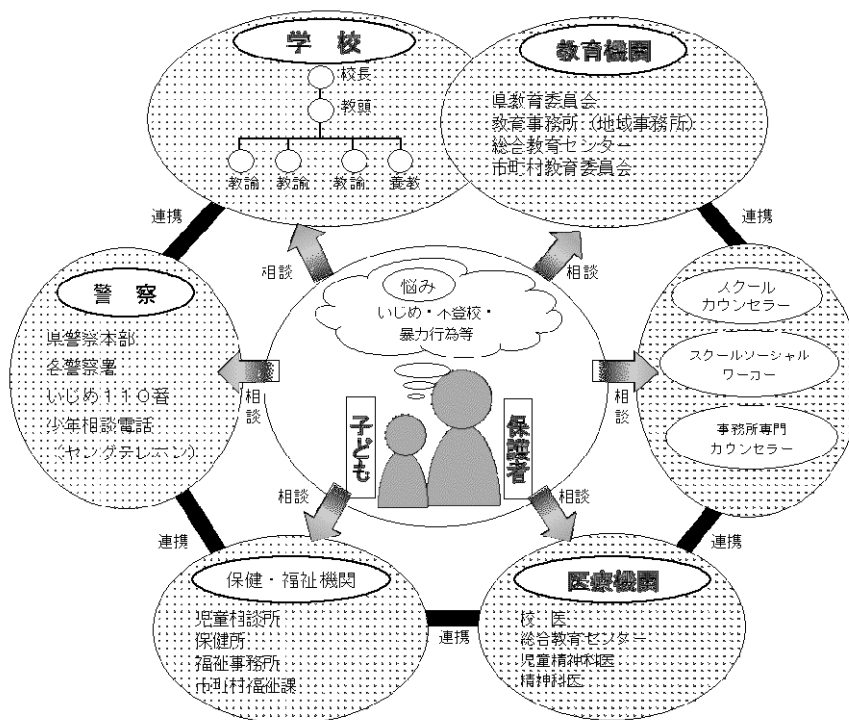 学 校
校長
教頭
教諭 教諭 教諭 養教
教育機関
県教育委員会
教育事務所（地域事務所）
総合教育センター
市町村教育委員会
連携
連携
相談
相談
悩み
いじめ・不登校・
暴力行為等
警 察
県警察本部
各警察署
いじめ１１０番
少年相談電話
（ヤングテレホン）
相談
相談
スクール
カウンセラー
スクールソーシャル
ワーカー
事務所専門
カウンセラー
子ども
保護者
相談
相談
連携
連携
保健・福祉機関
児童相談所
保健所
福祉事務所
市町村福祉課
連携
医療機関
校 医
総合教育センター
児童精神科医
精神科医